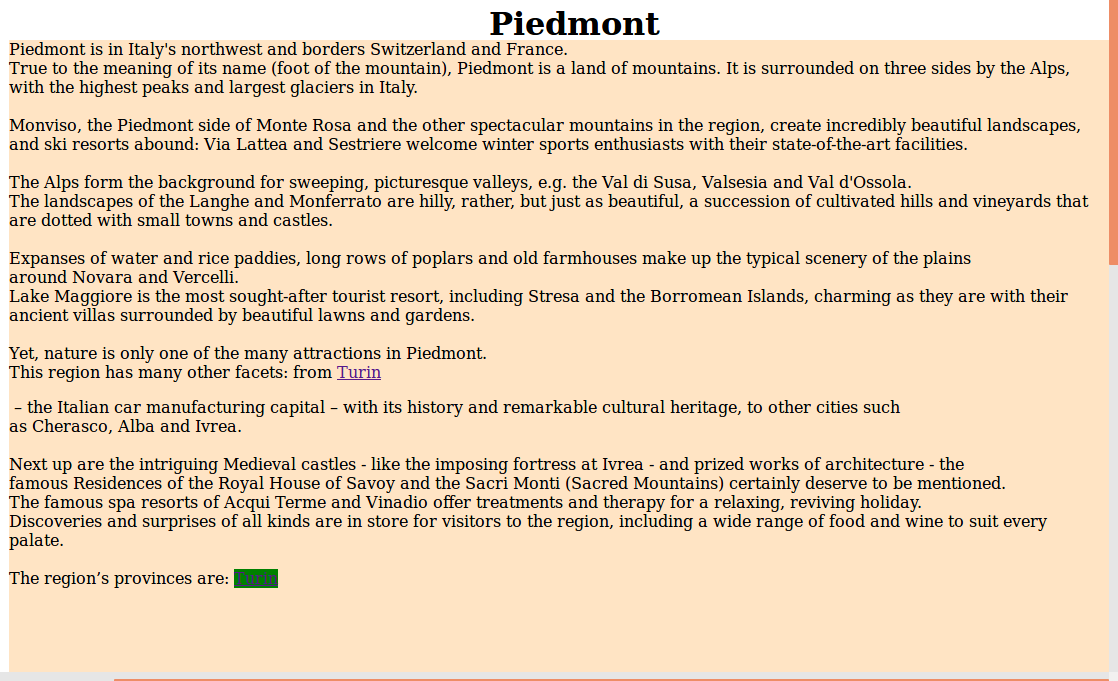 Piedmont
Piedmont is in Italy's northwest and borders Switzerland and France.
True to the meaning of its name (foot of the mountain), Piedmont is a land of mountains. It is surrounded on three sides by the Alps,
with the highest peaks and largest glaciers in Italy.
Monviso, the Piedmont side of Monte Rosa and the other spectacular mountains in the region, create incredibly beautiful landscapes,
and ski resorts abound: Via Lattea and Sestriere welcome winter sports enthusiasts with their state-of-the-art facilities.
The Alps form the background for sweeping, picturesque valleys, e.g. the Val di Susa, Valsesia and Val d'Ossola.
The landscapes of the Langhe and Monferrato are hilly, rather, but just as beautiful, a succession of cultivated hills and vineyards that
are dotted with small towns and castles.
Expanses of water and rice paddies, long rows of poplars and old farmhouses make up the typical scenery of the plains
around Novara and Vercelli.
Lake Maggiore is the most sought-after tourist resort, including Stresa and the Borromean Islands, charming as they are with their
ancient villas surrounded by beautiful lawns and gardens.
Yet, nature is only one of the many attractions in Piedmont.
This region has many other facets: from Turin
– the Italian car manufacturing capital – with its history and remarkable cultural heritage, to other cities such
as Cherasco, Alba and Ivrea.
Next up are the intriguing Medieval castles - like the imposing fortress at Ivrea - and prized works of architecture - the
famous Residences of the Royal House of Savoy and the Sacri Monti (Sacred Mountains) certainly deserve to be mentioned.
The famous spa resorts of Acqui Terme and Vinadio offer treatments and therapy for a relaxing, reviving holiday.
Discoveries and surprises of all kinds are in store for visitors to the region, including a wide range of food and wine to suit every
palate.
The region’s provinces are: Turin